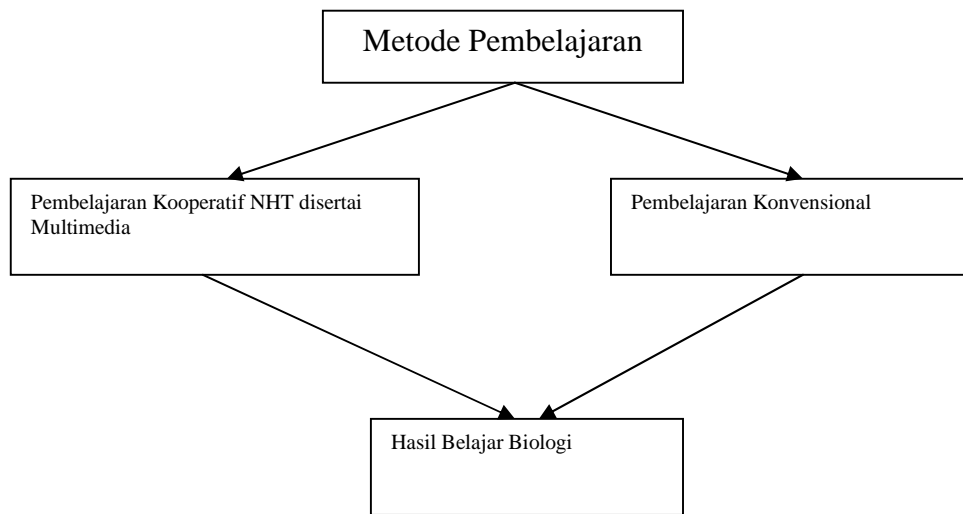 Metode Pembelajaran
Pembelajaran Kooperatif NHT disertai
Multimedia
Pembelajaran Konvensional
Hasil Belajar Biologi